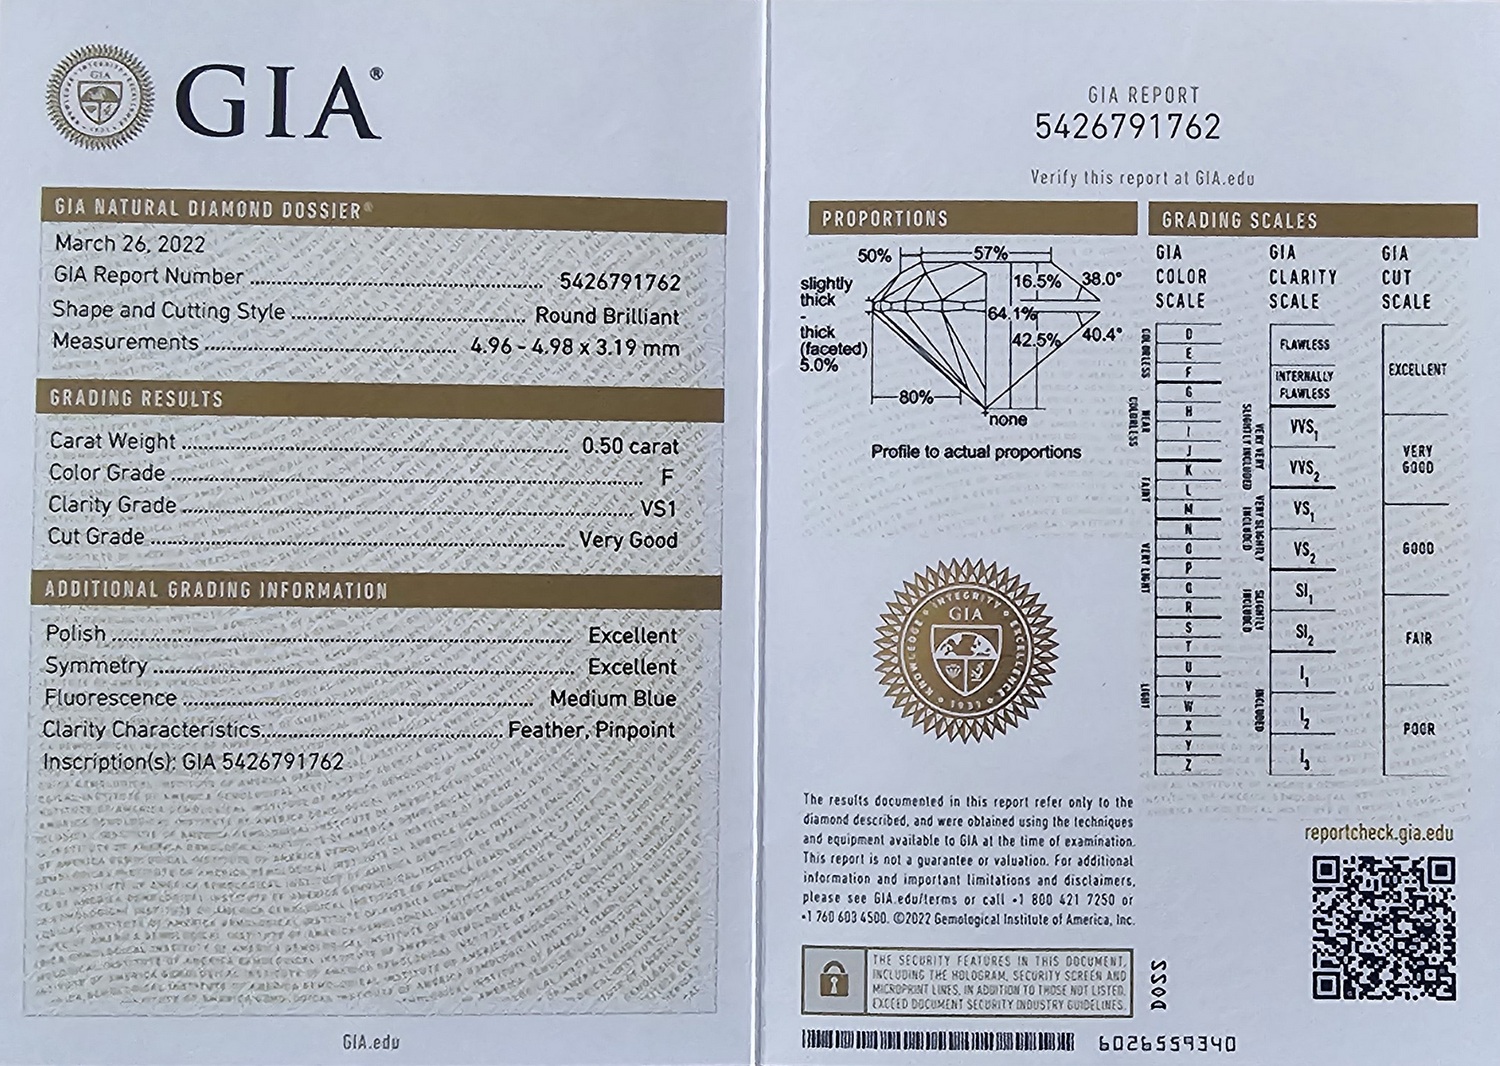 GIA®
GIA NATURAL DIAMOND DOSSIER®
March 26, 2022
GIA Report Number 5426791762
Shape and Cutting Style Round Brilliant
Measurements 4.96 - 4.98 x 3.19 mm
GRADING RESULTS
Carat Weight 0.50 carat
Color Grade F
Clarity Grade VS1
Cut Grade Very Good
ADDITIONAL GRADING INFORMATION
Polish Excellent
Symmetry Excellent
Fluorescence Medium Blue
Clarity Characteristics Feather, Pinpoint
Inscription(s): GIA 5426791762
GIA.edu
GIA REPORT
5426791762
Verify this report at GIA.edu
PROPORTIONS
50%
57%
slightly
thick
-
thick
(faceted)
5.0%
16.5%
38.0°
64.1%
42.5%
40.4°
80%
none
Profile to actual proportions
INTEGRITY
GIA
EXCELLENCE
KNOWLEDGE
1931
The results documented in this report refer only to the
diamond described, and were obtained using the techniques
and equipment available to GIA at the time of examination.
This report is not a guarantee or valuation. For additional
information and important limitations and disclaimers,
please see GIA.edu/terms or call +1 800 421 7250 or
+1 760 603 4500. ©2022 Gemological Institute of America, Inc.
THE SECURITY FEATURES IN THIS DOCUMENT,
INCLUDING THE HOLOGRAM, SECURITY SCREEN AND
MICROPRINT LINES, IN ADDITION TO THOSE NOT LISTED,
EXCEED DOCUMENT SECURITY INDUSTRY GUIDELINES.
6026559340
GRADING SCALES
GIA
COLOR
SCALE
COLORLESS
D
E
F
NEAR
COLORLESS
G
H
I
J
FAINT
K
L
M
VERY LIGHT
N
O
P
Q
R
LIGHT
S
T
U
V
W
X
Y
Z
GIA
CLARITY
SCALE
FLAWLESS
INTERNALLY
FLAWLESS
VERY VERY
SLIGHTLY INCLUDED
VVS1
VVS2
VERY SLIGHTLY
INCLUDED
VS1
VS2
SLIGHTLY
INCLUDED
SI1
SI2
INCLUDED
I1
I2
I3
GIA
CUT
SCALE
EXCELLENT
VERY
GOOD
GOOD
FAIR
POOR
reportcheck.gia.edu